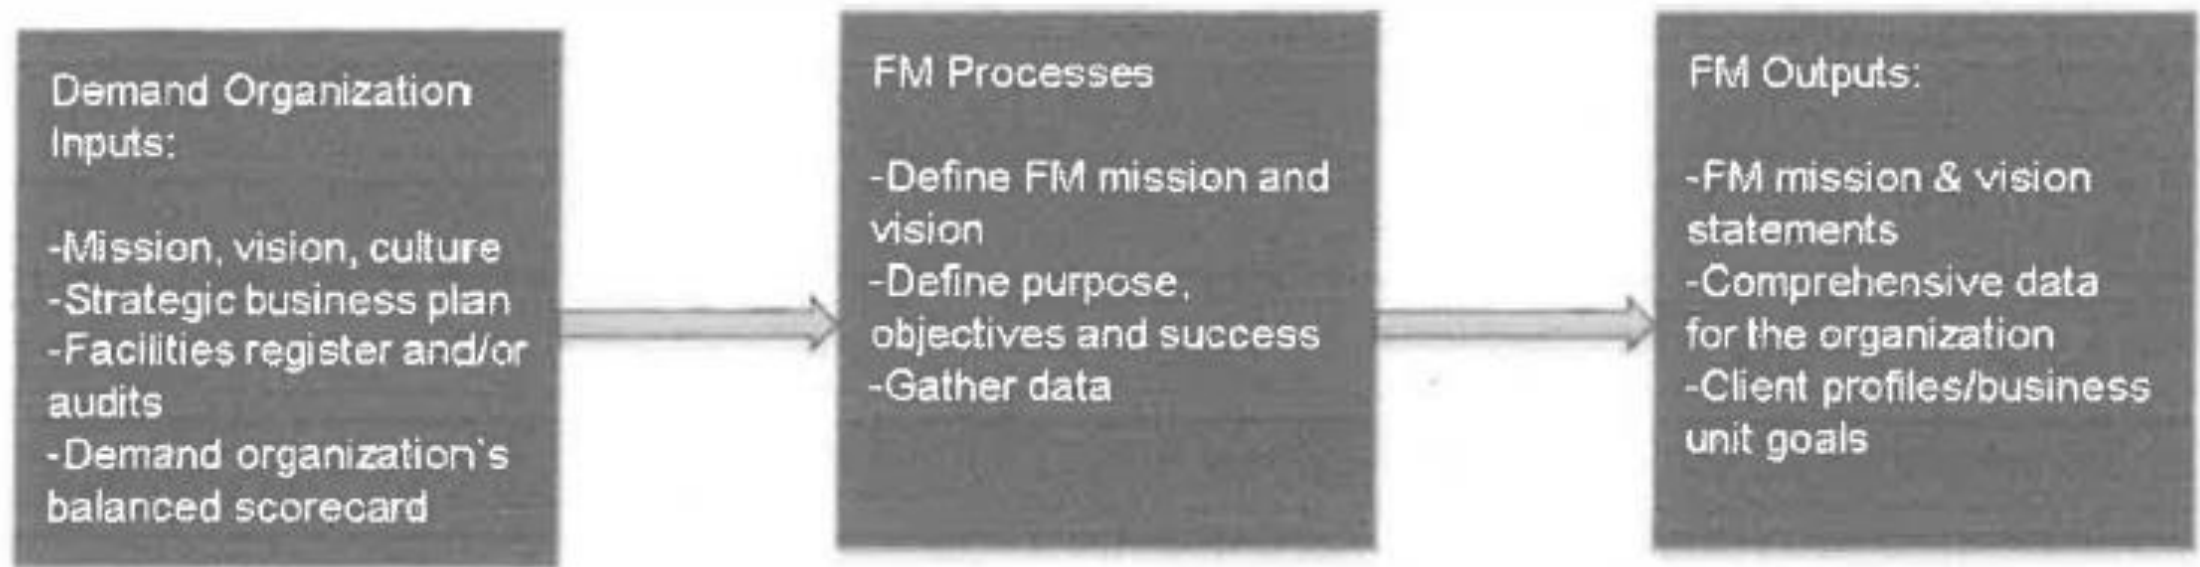 Demand Organization
Inputs:
-Mission, vision, culture
-Strategic business plan
-Facilities register and/or
audits
-Demand organization`s
balanced scorecard
FM Processes
-Define FM mission and
vision
-Define purpose,
objectives and success
-Gather data
FM Outputs:
-FM mission & vision
statements
-Comprehensive data
for the organization
-Client profiles/business
unit goals